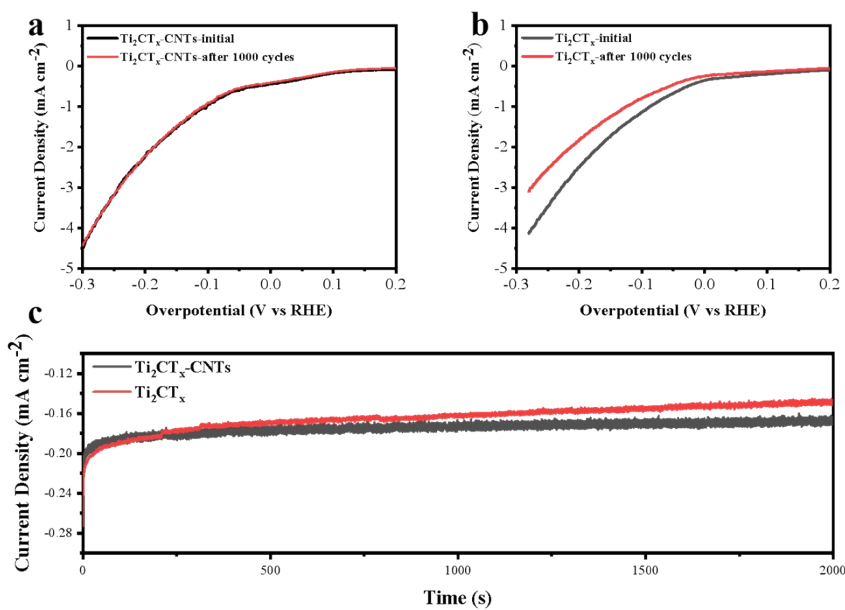 a
Ti₂CTₓ-CNTs-initial
Ti₂CTₓ-CNTs-after 1000 cycles
Current Density (mA cm⁻²)
1
0
-1
-2
-3
-4
-5
-0.3 -0.2 -0.1 0.0 0.1 0.2
Overpotential (V vs RHE)
b
Ti₂CTₓ-initial
Ti₂CTₓ-after 1000 cycles
Current Density (mA cm⁻²)
1
0
-1
-2
-3
-4
-5
-0.3 -0.2 -0.1 0.0 0.1 0.2
Overpotential (V vs RHE)
c
Ti₂CTₓ-CNTs
Ti₂CTₓ
Current Density (mA cm⁻²)
-0.12
-0.16
-0.20
-0.24
-0.28
0 500 1000 1500 2000
Time (s)